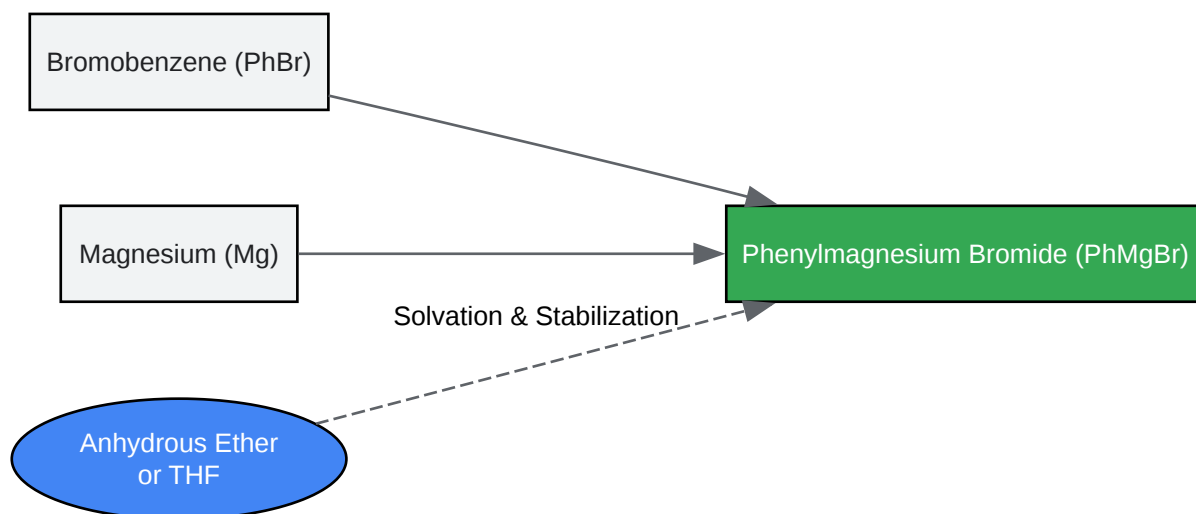 Bromobenzene (PhBr)
Magnesium (Mg)
Phenylmagnesium Bromide (PhMgBr)
Solvation & Stabilization
Anhydrous Ether
or THF